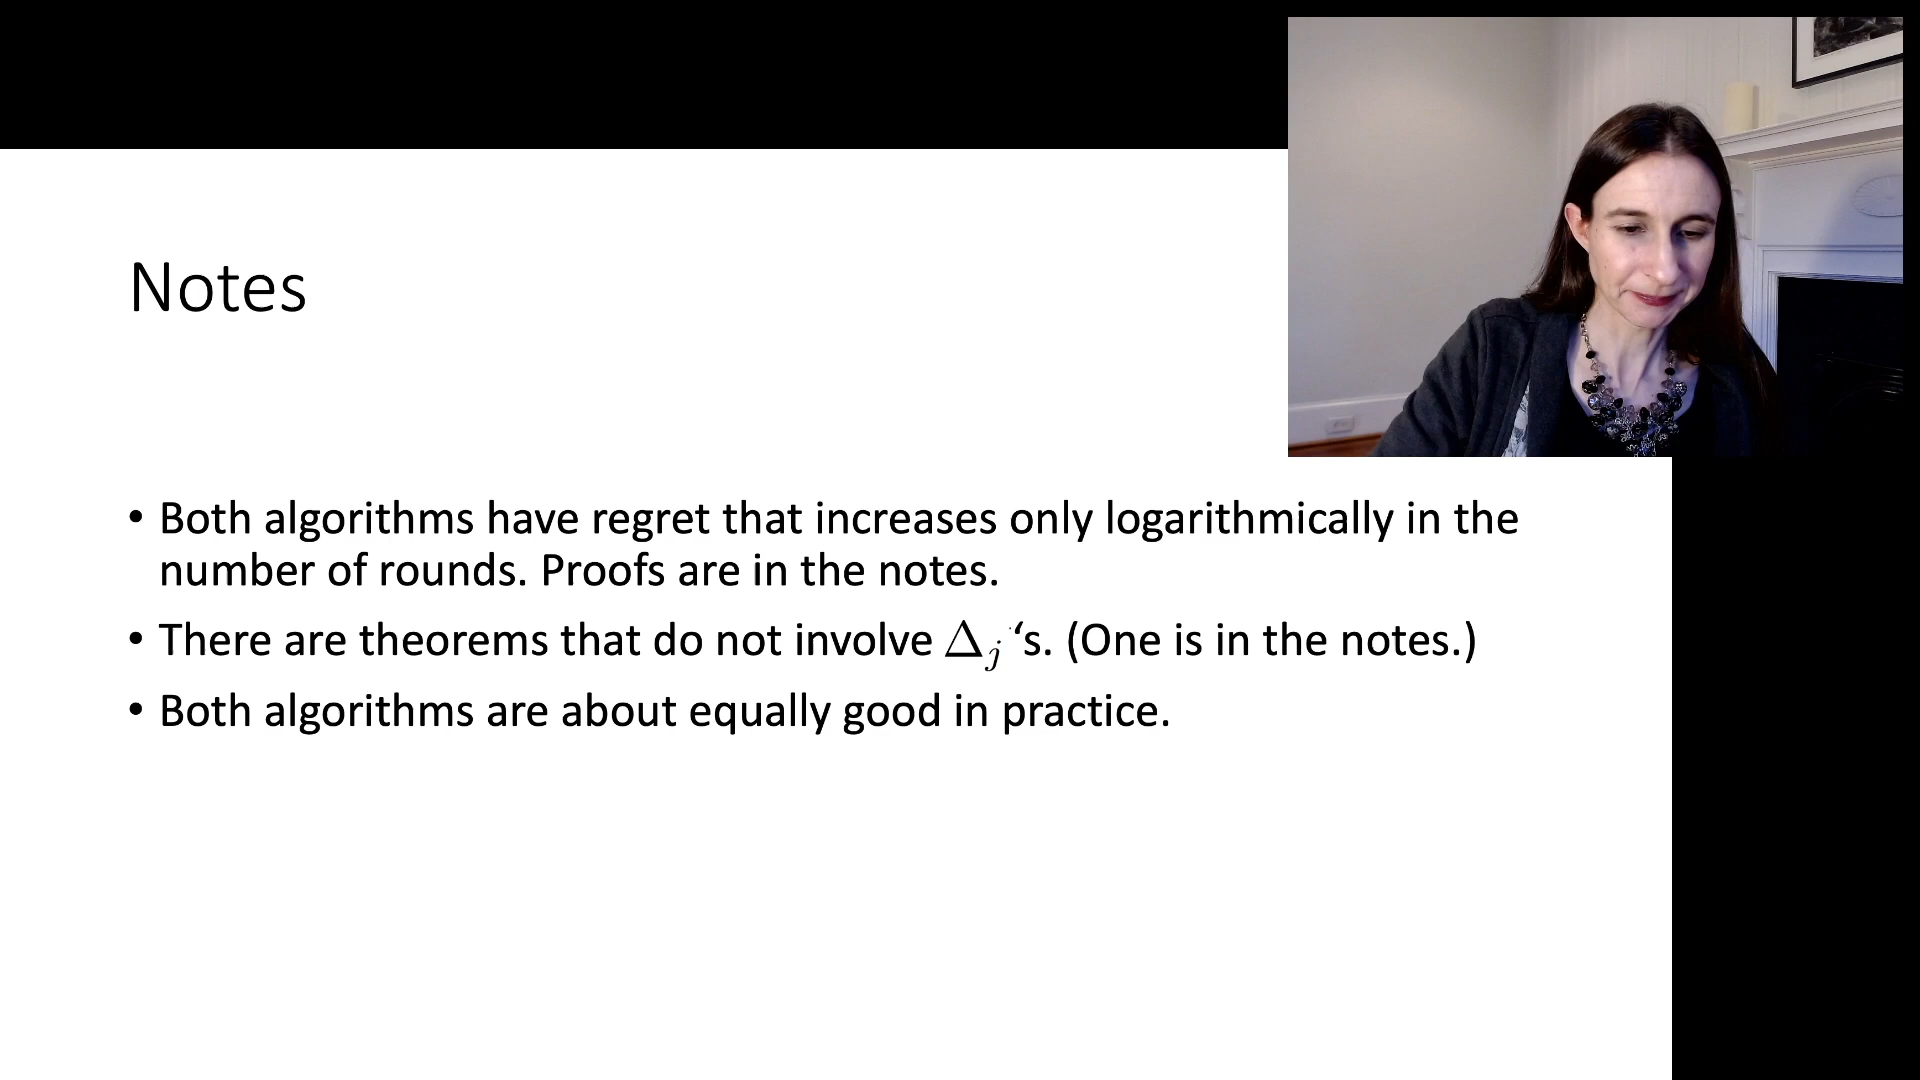 Notes
• Both algorithms have regret that increases only logarithmically in the
number of rounds. Proofs are in the notes.
• There are theorems that do not involve Δⱼ ‘s. (One is in the notes.)
• Both algorithms are about equally good in practice.